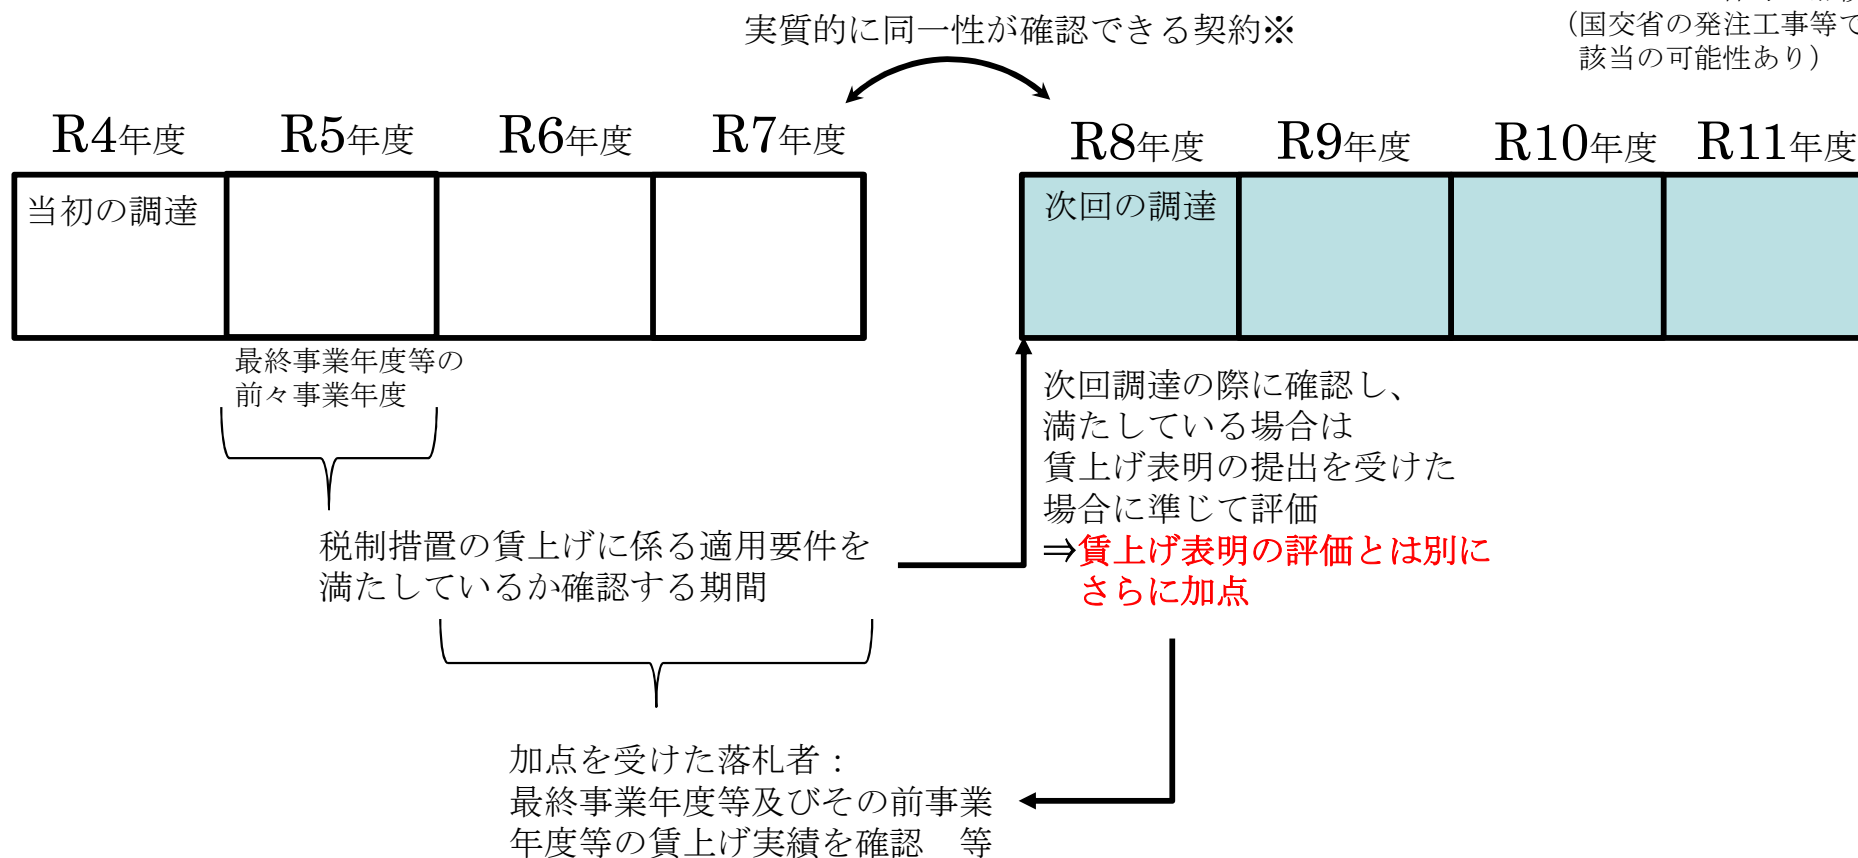 実質的に同一性が確認できる契約※
（国交省の発注工事等で
該当の可能性あり）
R4年度
R5年度
R6年度
R7年度
R8年度
R9年度
R10年度
R11年度
当初の調達
次回の調達
最終事業年度等の
前々事業年度
次回調達の際に確認し、
満たしている場合は
賃上げ表明の提出を受けた
場合に準じて評価
⇒賃上げ表明の評価とは別に
さらに加点
税制措置の賃上げに係る適用要件を
満たしているか確認する期間
加点を受けた落札者：
最終事業年度等及びその前事業
年度等の賃上げ実績を確認　等